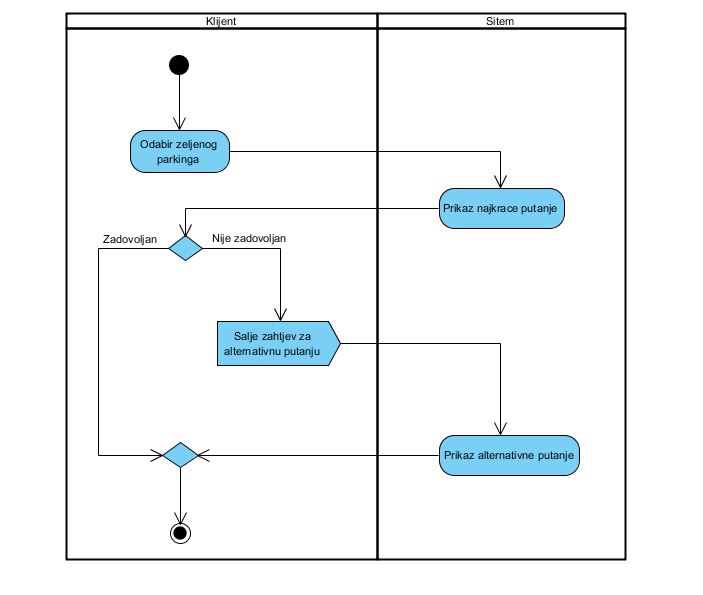 Klijent
Sitem
Odabir zeljenog
parkinga
Prikaz najkrace putanje
Zadovoljan
Nije zadovoljan
Salje zahtjev za
alternativnu putanju
Prikaz alternativne putanje